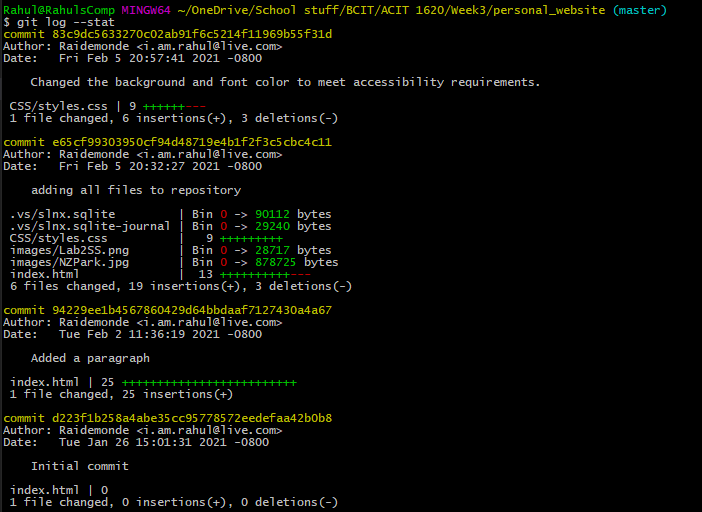 Rahul@RahulsComp MINGW64 ~/OneDrive/School stuff/BCIT/ACIT 1620/Week3/personal_website (master)
$ git log --stat
commit 83c9dc5633270c02ab91f6c5214f11969b55f31d
Author: Raidemonde <i.am.rahul@live.com>
Date:   Fri Feb 5 20:57:41 2021 -0800

    Changed the background and font color to meet accessibility requirements.

 CSS/styles.css | 9 ++++++---
 1 file changed, 6 insertions(+), 3 deletions(-)

commit e65cf99303950cf94d48719e4b1f2f3c5cbc4c11
Author: Raidemonde <i.am.rahul@live.com>
Date:   Fri Feb 5 20:32:27 2021 -0800

    adding all files to repository

 .vs/slnx.sqlite         | Bin 0 -> 90112 bytes
 .vs/slnx.sqlite-journal | Bin 0 -> 29240 bytes
 CSS/styles.css          |   9 +++++++++
 images/Lab2SS.png       | Bin 0 -> 28717 bytes
 images/NZPark.jpg       | Bin 0 -> 878725 bytes
 index.html              |  13 ++++++++++---
 6 files changed, 19 insertions(+), 3 deletions(-)

commit 94229ee1b4567860429d64bbdaaf7127430a4a67
Author: Raidemonde <i.am.rahul@live.com>
Date:   Tue Feb 2 11:36:19 2021 -0800

    Added a paragraph

 index.html | 25 +++++++++++++++++++++++++
 1 file changed, 25 insertions(+)

commit d223f1b258a4abe35cc95778572eedefaa42b0b8
Author: Raidemonde <i.am.rahul@live.com>
Date:   Tue Jan 26 15:01:31 2021 -0800

    Initial commit

 index.html | 0
 1 file changed, 0 insertions(+), 0 deletions(-)